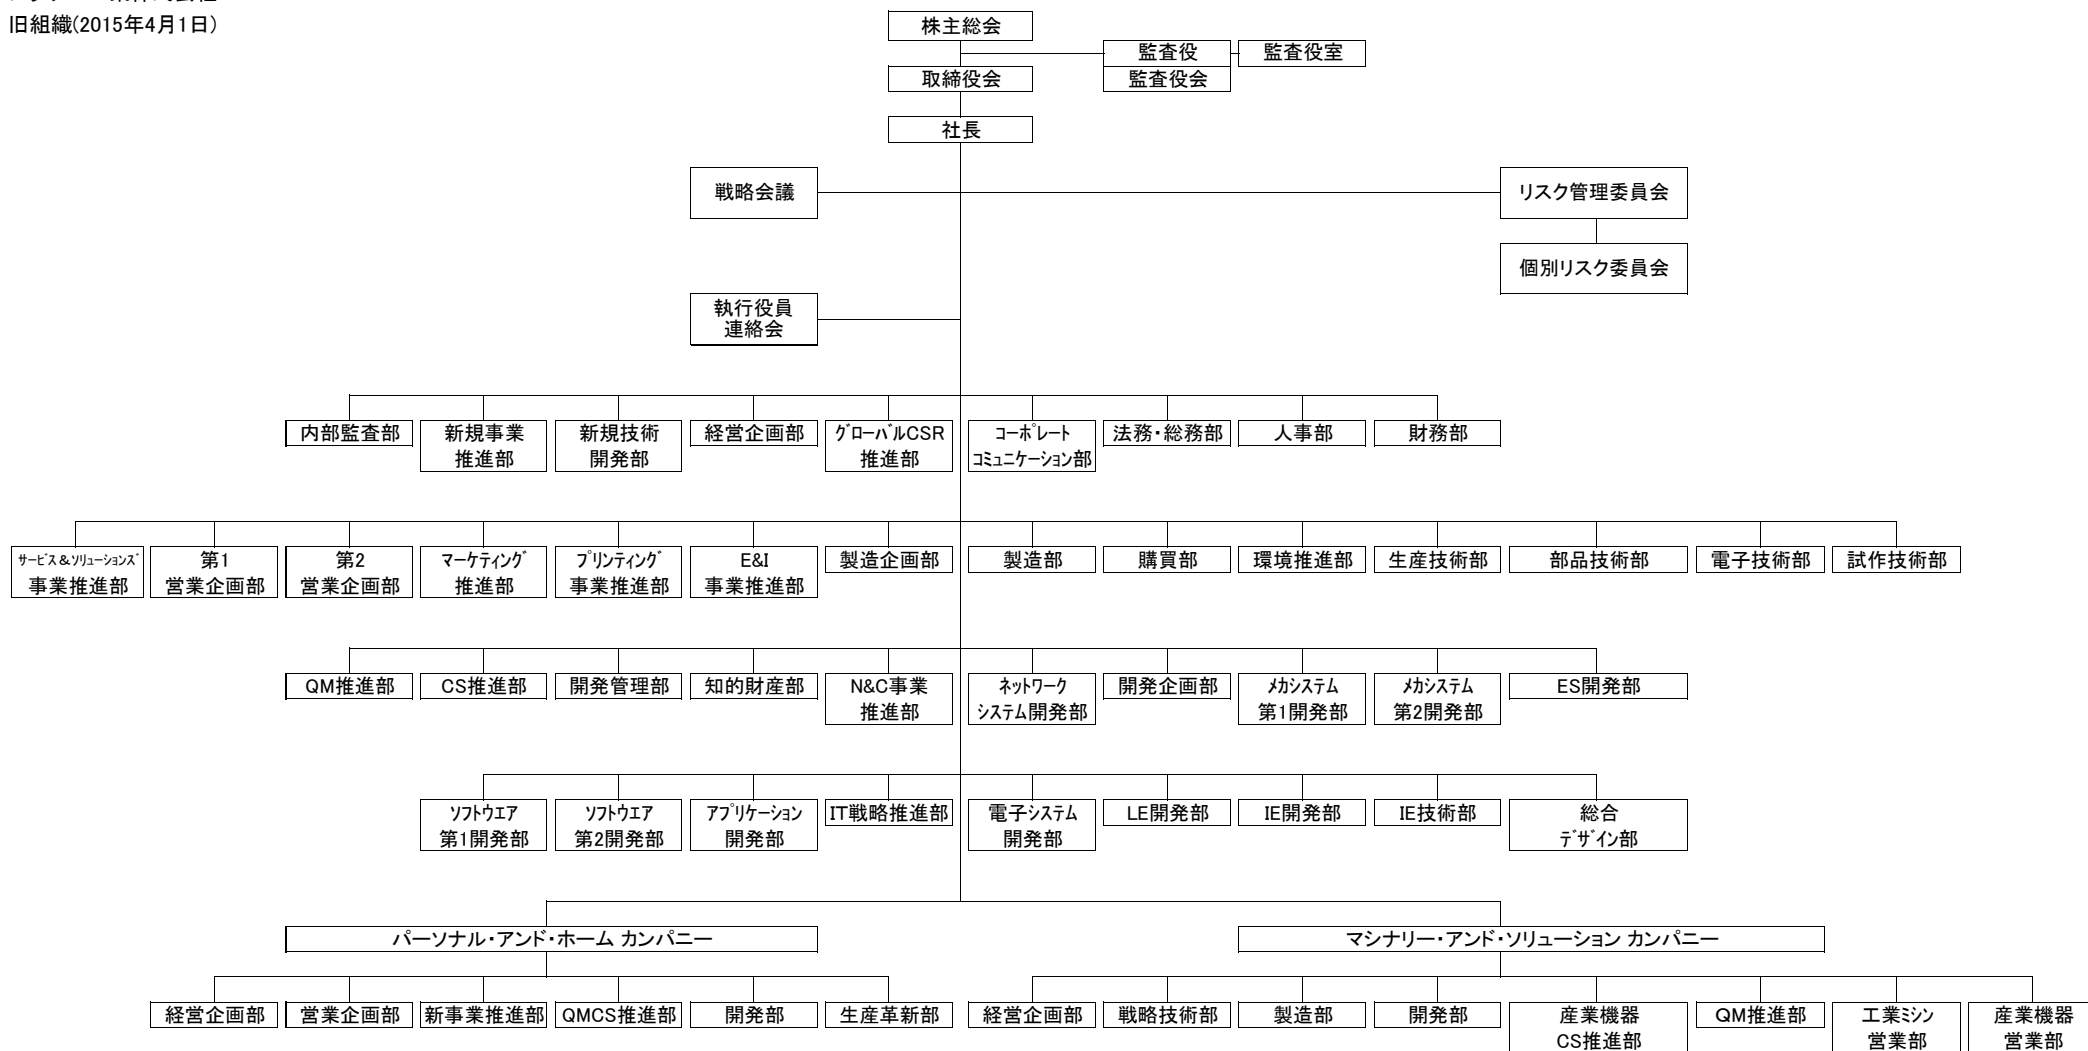 旧組織(2015年4月1日)
株主総会
監査役
監査役室
取締役会
監査役会
社長
戦略会議
リスク管理委員会
個別リスク委員会
執行役員
連絡会
内部監査部
新規事業
推進部
新規技術
開発部
経営企画部
グローバルCSR
推進部
コーポレート
コミュニケーション部
法務・総務部
人事部
財務部
サービス&ソリューションズ
事業推進部
第1
営業企画部
第2
営業企画部
マーケティング
推進部
プリンティング
事業推進部
E&I
事業推進部
製造企画部
製造部
購買部
環境推進部
生産技術部
部品技術部
電子技術部
試作技術部
QM推進部
CS推進部
開発管理部
知的財産部
N&C事業
推進部
ネットワーク
システム開発部
開発企画部
メカシステム
第1開発部
メカシステム
第2開発部
ES開発部
ソフトウエア
第1開発部
ソフトウエア
第2開発部
アプリケーション
開発部
IT戦略推進部
電子システム
開発部
LE開発部
IE開発部
IE技術部
総合
デザイン部
パーソナル・アンド・ホーム カンパニー
マシナリー・アンド・ソリューション カンパニー
経営企画部
営業企画部
新事業推進部
QMCS推進部
開発部
生産革新部
経営企画部
戦略技術部
製造部
開発部
産業機器
CS推進部
QM推進部
工業ミシン
営業部
産業機器
営業部